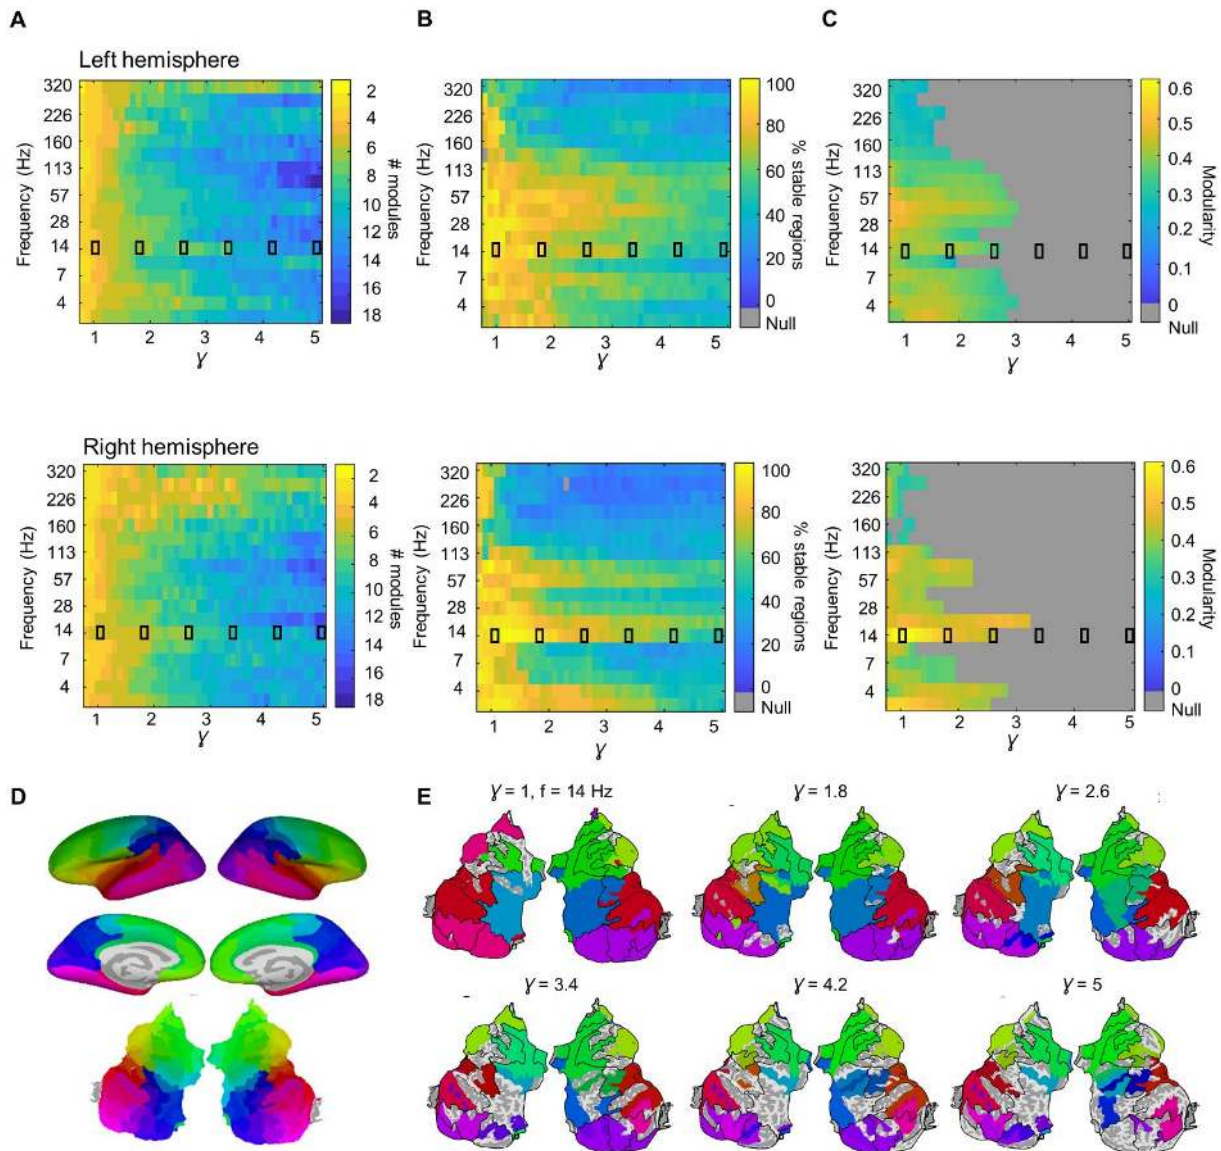 A B C
Left hemisphere
320 226 160 113 57 28 14 7 4
Frequency (Hz)
1 2 3 4 5
γ
2 4 6 8 10 12 14 16 18
# modules
320 226 160 113 57 28 14 7 4
Frequency (Hz)
1 2 3 4 5
γ
100 80 60 40 20 0 Null
% stable regions
320 226 160 113 57 28 14 7 4
Frequency (Hz)
1 2 3 4 5
γ
0.6 0.5 0.4 0.3 0.2 0.1 0 Null
Modularity
Right hemisphere
320 226 160 113 57 28 14 7 4
Frequency (Hz)
1 2 3 4 5
γ
2 4 6 8 10 12 14 16 18
# modules
320 226 160 113 57 28 14 7 4
Frequency (Hz)
1 2 3 4 5
γ
100 80 60 40 20 0 Null
% stable regions
320 226 160 113 57 28 14 7 4
Frequency (Hz)
1 2 3 4 5
γ
0.6 0.5 0.4 0.3 0.2 0.1 0 Null
Modularity
D E
γ = 1, f = 14 Hz γ = 1.8 γ = 2.6
γ = 3.4 γ = 4.2 γ = 5